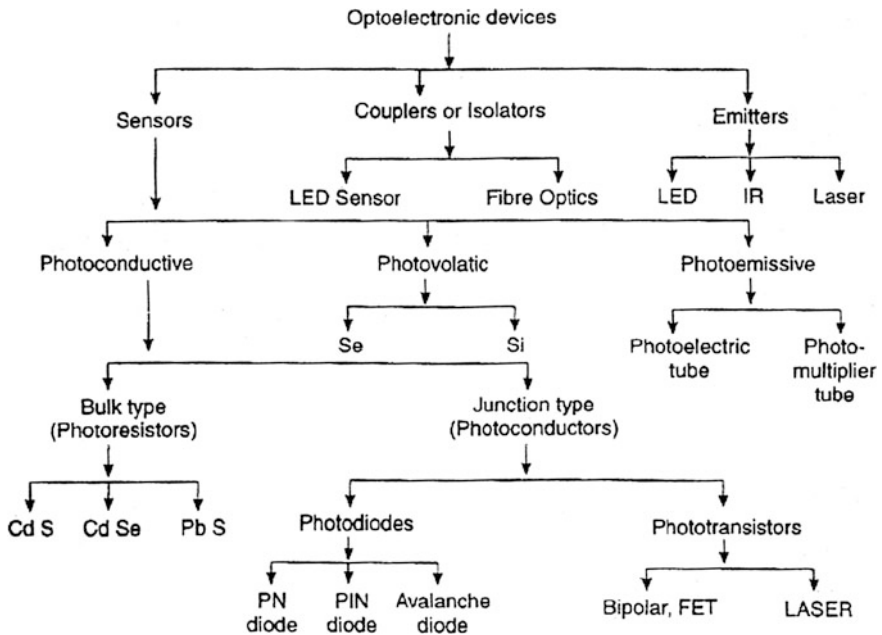 Optoelectronic devices
Sensors
Couplers or Isolators
Emitters
LED Sensor
Fibre Optics
LED
IR
Laser
Photoconductive
Photovolatic
Photoemissive
Se
Si
Photoelectric
tube
Photo-
multiplier
tube
Bulk type
(Photoresistors)
Junction type
(Photoconductors)
Cd S
Cd Se
Pb S
Photodiodes
Phototransistors
PN
diode
PIN
diode
Avalanche
diode
Bipolar, FET
LASER